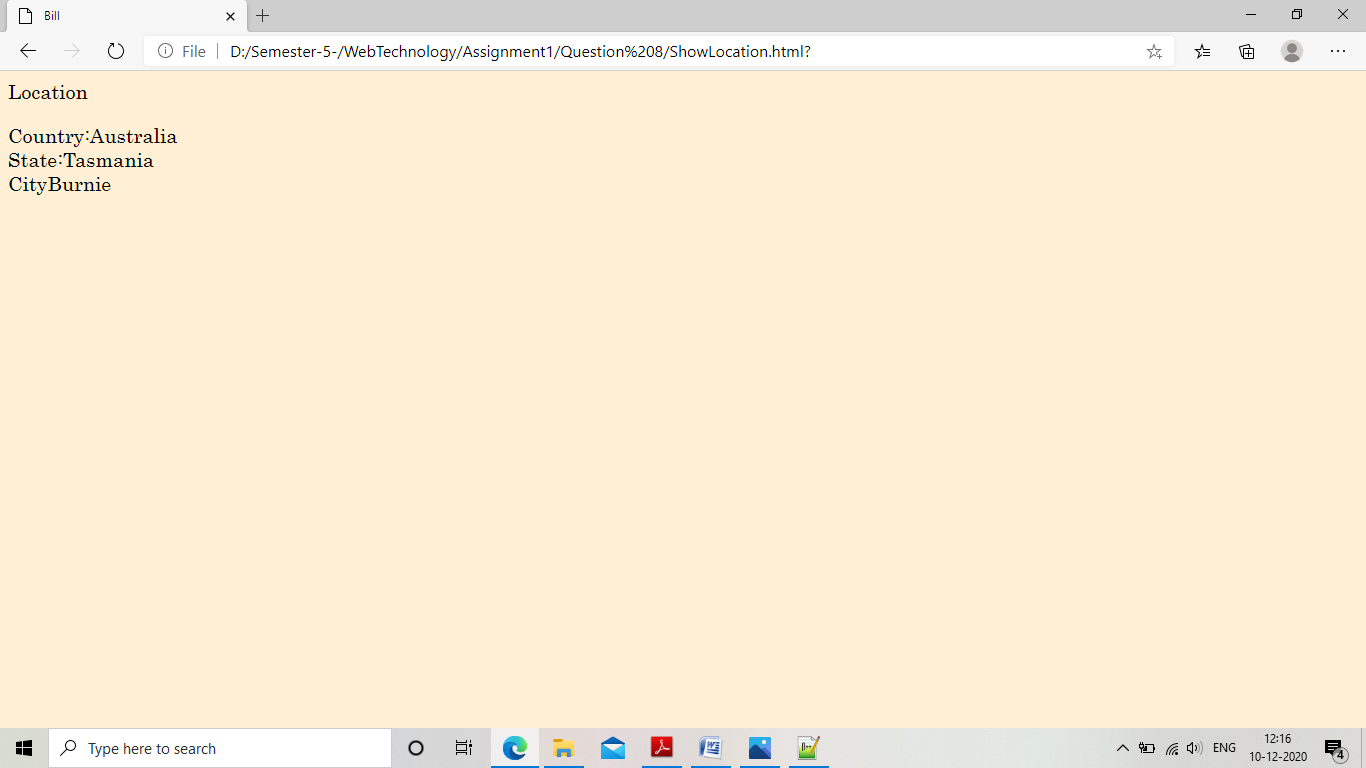 Bill
File
D:/Semester-5-/WebTechnology/Assignment1/Question%208/ShowLocation.html?
Location
Country:Australia
State:Tasmania
CityBurnie
Type here to search
ENG
12:16
10-12-2020
4